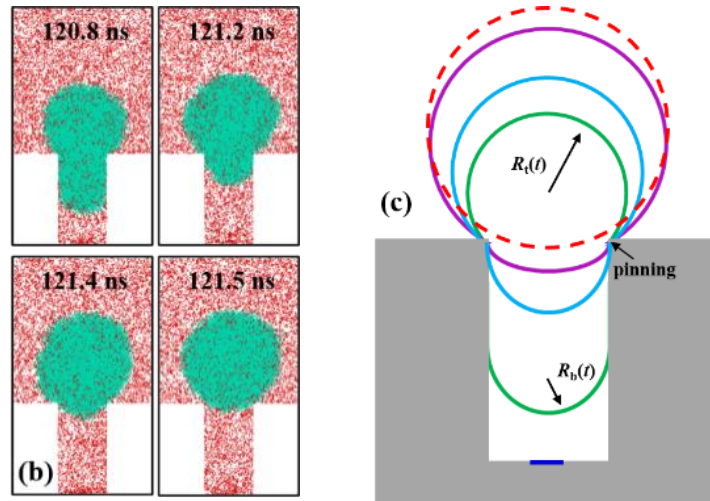 120.8 ns
121.2 ns
121.4 ns
121.5 ns
(b)
(c)
Rt(t)
pinning
Rb(t)